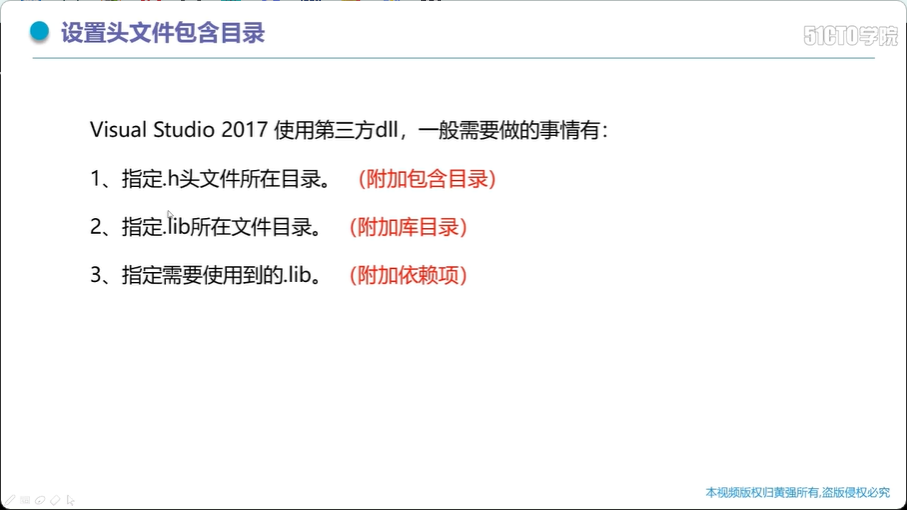 设置头文件包含目录
51CTO学院
Visual Studio 2017 使用第三方dll，一般需要做的事情有：
1、指定.h头文件所在目录。 （附加包含目录）
2、指定.lib所在文件目录。 （附加库目录）
3、指定需要使用到的.lib。 （附加依赖项）
本视频版权归黄强所有,盗版侵权必究